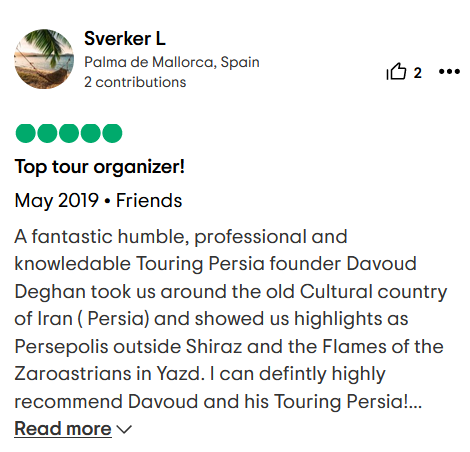 Sverker L
Palma de Mallorca, Spain
2 contributions
2
Top tour organizer!
May 2019 • Friends
A fantastic humble, professional and
knowledable Touring Persia founder Davoud
Deghan took us around the old Cultural country
of Iran ( Persia) and showed us highlights as
Persepolis outside Shiraz and the Flames of the
Zaroastrians in Yazd. I can defintly highly
recommend Davoud and his Touring Persia!...
Read more